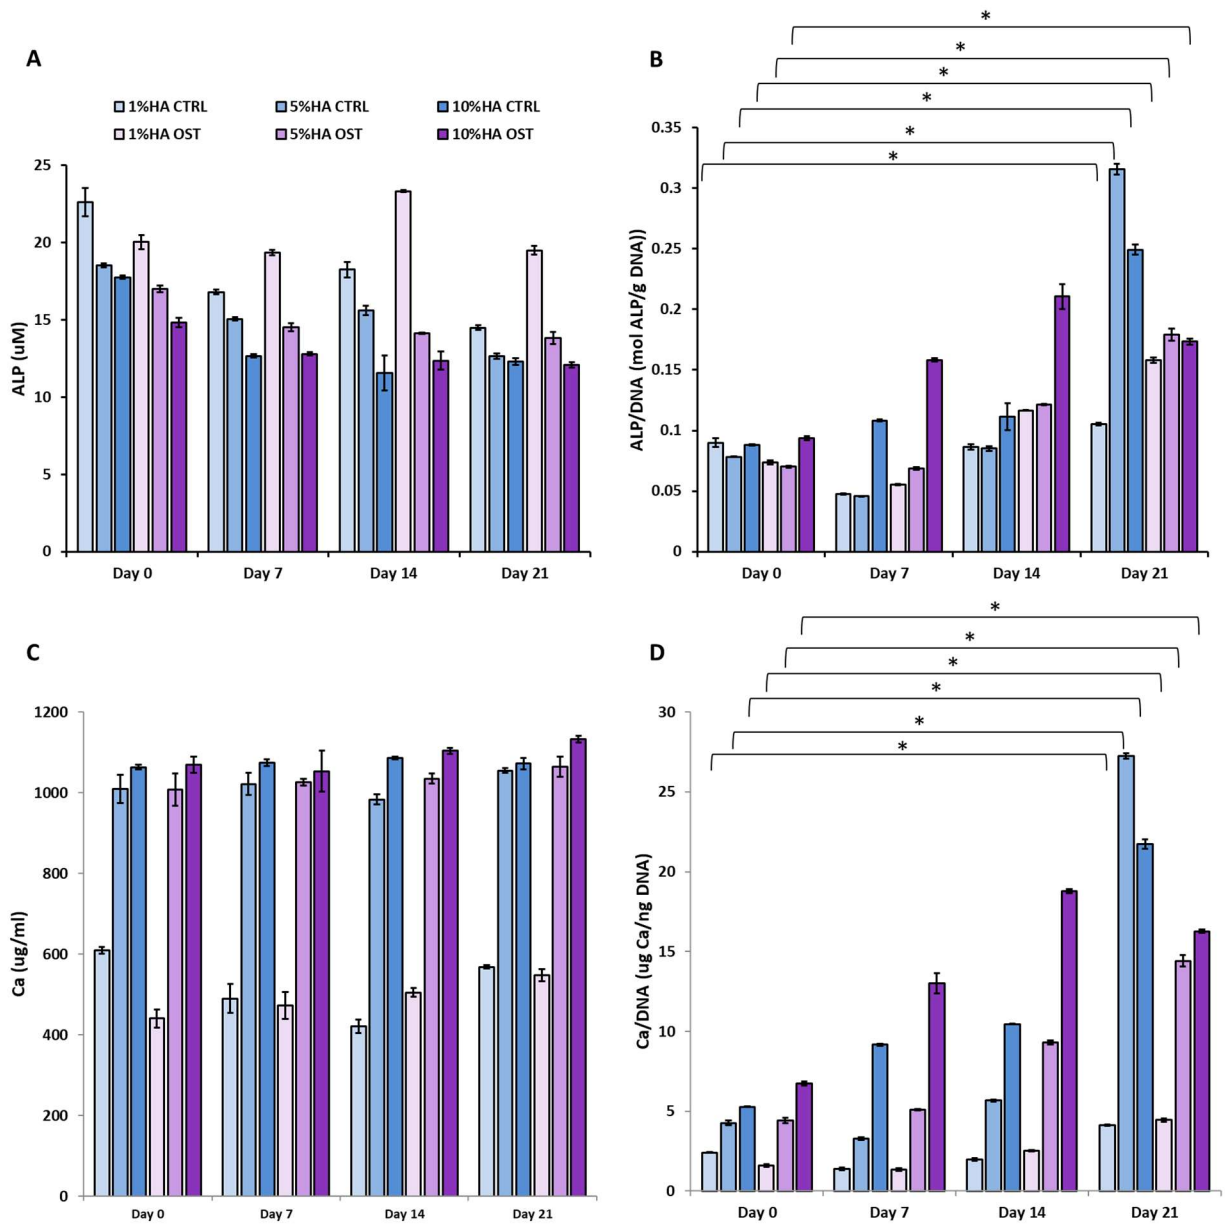 A
1%HA CTRL 5%HA CTRL 10%HA CTRL
1%HA OST 5%HA OST 10%HA OST
25
20
15
10
5
0
ALP (uM)
Day 0 Day 7 Day 14 Day 21
B
*
*
*
*
*
*
0.35
0.3
0.25
0.2
0.15
0.1
0.05
0
ALP/DNA (mol ALP/g DNA))
Day 0 Day 7 Day 14 Day 21
C
1200
1000
800
600
400
200
0
Ca (ug/ml)
Day 0 Day 7 Day 14 Day 21
D
*
*
*
*
*
*
30
25
20
15
10
5
0
Ca/DNA (ug Ca/ng DNA)
Day 0 Day 7 Day 14 Day 21